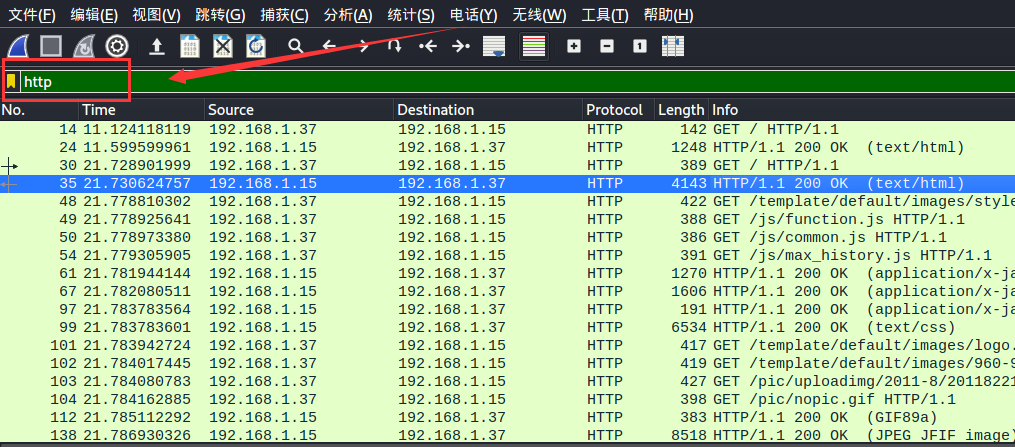 文件(F) 编辑(E) 视图(V) 跳转(G) 捕获(C) 分析(A) 统计(S) 电话(Y) 无线(W) 工具(T) 帮助(H)
http
No. Time Source Destination Protocol Length Info
14 11.124118119 192.168.1.37 192.168.1.15 HTTP 142 GET / HTTP/1.1
24 11.599599961 192.168.1.15 192.168.1.37 HTTP 1248 HTTP/1.1 200 OK (text/html)
30 21.728901999 192.168.1.37 192.168.1.15 HTTP 389 GET / HTTP/1.1
35 21.730624757 192.168.1.15 192.168.1.37 HTTP 4143 HTTP/1.1 200 OK (text/html)
48 21.778810302 192.168.1.37 192.168.1.15 HTTP 422 GET /template/default/images/style
49 21.778925641 192.168.1.37 192.168.1.15 HTTP 388 GET /js/function.js HTTP/1.1
50 21.778973380 192.168.1.37 192.168.1.15 HTTP 386 GET /js/common.js HTTP/1.1
54 21.779305905 192.168.1.37 192.168.1.15 HTTP 391 GET /js/max_history.js HTTP/1.1
61 21.781944144 192.168.1.15 192.168.1.37 HTTP 1270 HTTP/1.1 200 OK (application/x-ja
67 21.782080511 192.168.1.15 192.168.1.37 HTTP 1606 HTTP/1.1 200 OK (application/x-ja
97 21.783783564 192.168.1.15 192.168.1.37 HTTP 191 HTTP/1.1 200 OK (application/x-ja
99 21.783783601 192.168.1.15 192.168.1.37 HTTP 6534 HTTP/1.1 200 OK (text/css)
101 21.783942724 192.168.1.37 192.168.1.15 HTTP 417 GET /template/default/images/logo.
102 21.784017445 192.168.1.37 192.168.1.15 HTTP 419 GET /template/default/images/960-9
103 21.784080783 192.168.1.37 192.168.1.15 HTTP 427 GET /pic/uploadimg/2011-8/20118221
104 21.784162885 192.168.1.37 192.168.1.15 HTTP 398 GET /pic/nopic.gif HTTP/1.1
112 21.785112292 192.168.1.15 192.168.1.37 HTTP 383 HTTP/1.1 200 OK (GIF89a)
138 21.786930326 192.168.1.15 192.168.1.37 HTTP 8518 HTTP/1.1 200 OK (JPEG JFIF image)